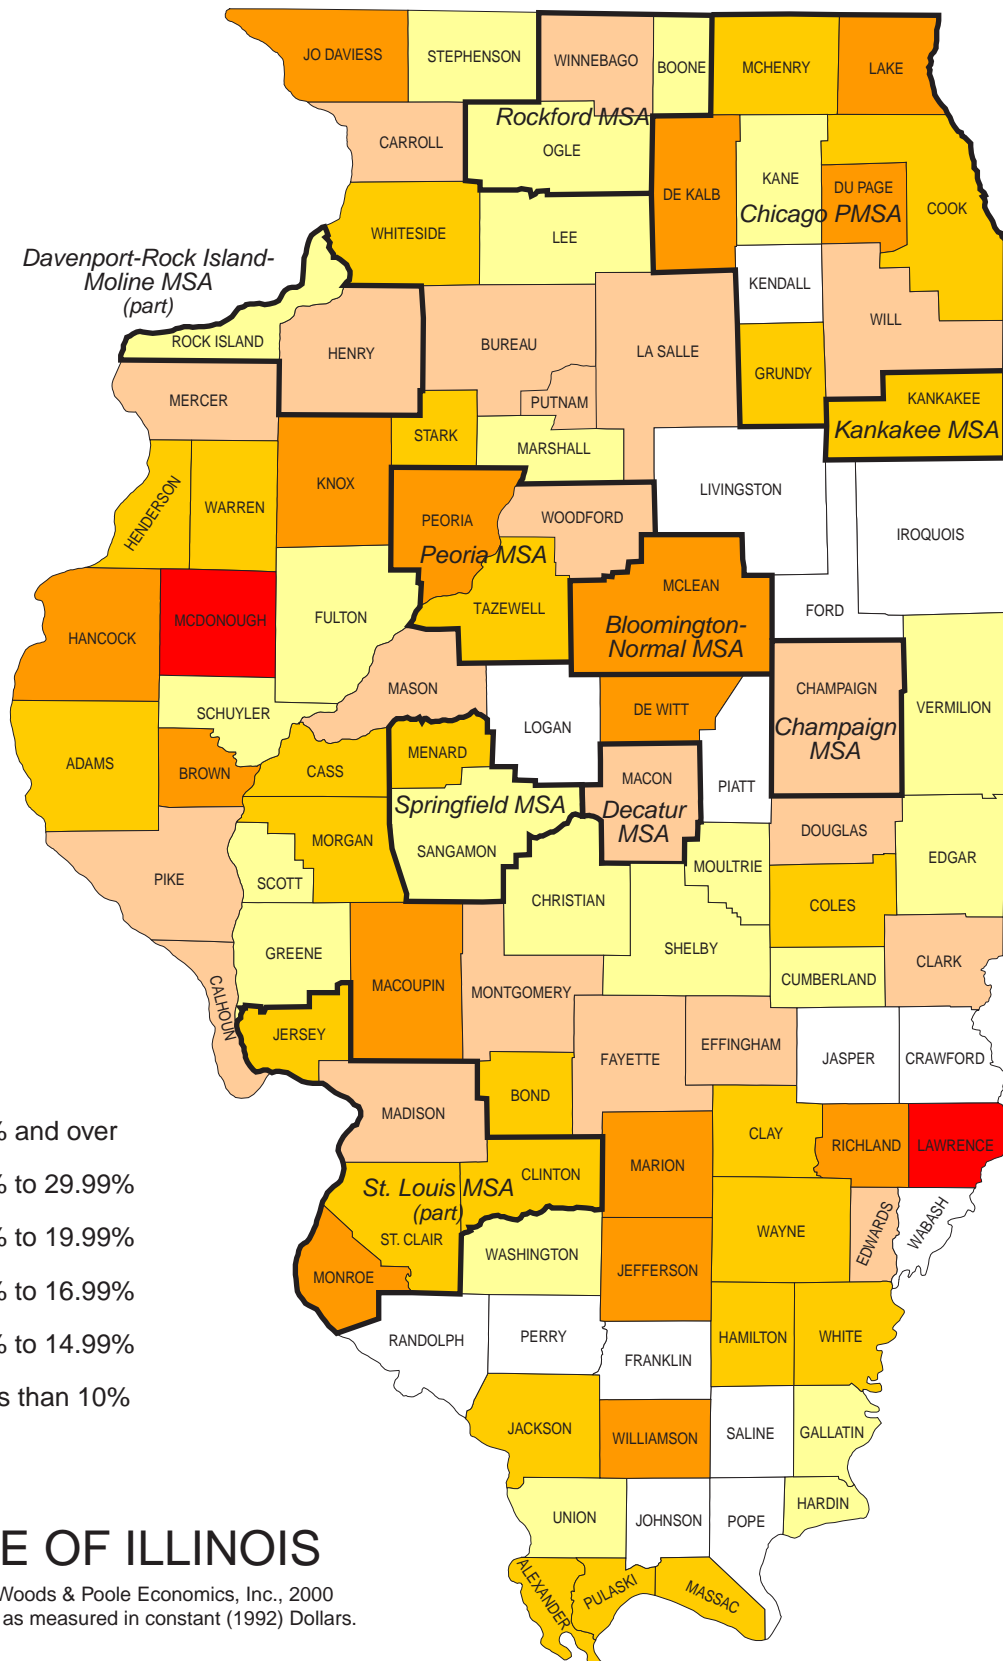 JO DAVIESS
STEPHENSON
WINNEBAGO
BOONE
MCHENRY
LAKE
CARROLL
Rockford MSA
OGLE
DE KALB
KANE
DU PAGE
COOK
Chicago PMSA
WHITESIDE
LEE
Davenport-Rock Island-
Moline MSA
(part)
KENDALL
ROCK ISLAND
HENRY
BUREAU
LA SALLE
WILL
GRUNDY
MERCER
PUTNAM
KANKAKEE
Kankakee MSA
STARK
MARSHALL
HENDERSON
WARREN
KNOX
LIVINGSTON
PEORIA
WOODFORD
IROQUOIS
Peoria MSA
MCLEAN
HANCOCK
MCDONOUGH
FULTON
TAZEWELL
FORD
Bloomington-
Normal MSA
MASON
CHAMPAIGN
SCHUYLER
DE WITT
VERMILION
LOGAN
Champaign
MSA
ADAMS
BROWN
CASS
MENARD
MACON
PIATT
Springfield MSA
Decatur
MSA
MORGAN
SANGAMON
DOUGLAS
PIKE
SCOTT
MOULTRIE
EDGAR
CHRISTIAN
COLES
GREENE
SHELBY
CLARK
CUMBERLAND
CALHOUN
MACOUPIN
MONTGOMERY
JERSEY
FAYETTE
EFFINGHAM
JASPER
CRAWFORD
BOND
MADISON
% and over
CLAY
RICHLAND
LAWRENCE
MARION
CLINTON
% to 29.99%
St. Louis MSA
(part)
WAYNE
EDWARDS
WABASH
% to 19.99%
ST. CLAIR
WASHINGTON
MONROE
JEFFERSON
% to 16.99%
RANDOLPH
PERRY
HAMILTON
WHITE
% to 14.99%
FRANKLIN
s than 10%
JACKSON
WILLIAMSON
SALINE
GALLATIN
HARDIN
UNION
JOHNSON
POPE
E OF ILLINOIS
ALEXANDER
PULASKI
MASSAC
Woods & Poole Economics, Inc., 2000
as measured in constant (1992) Dollars.